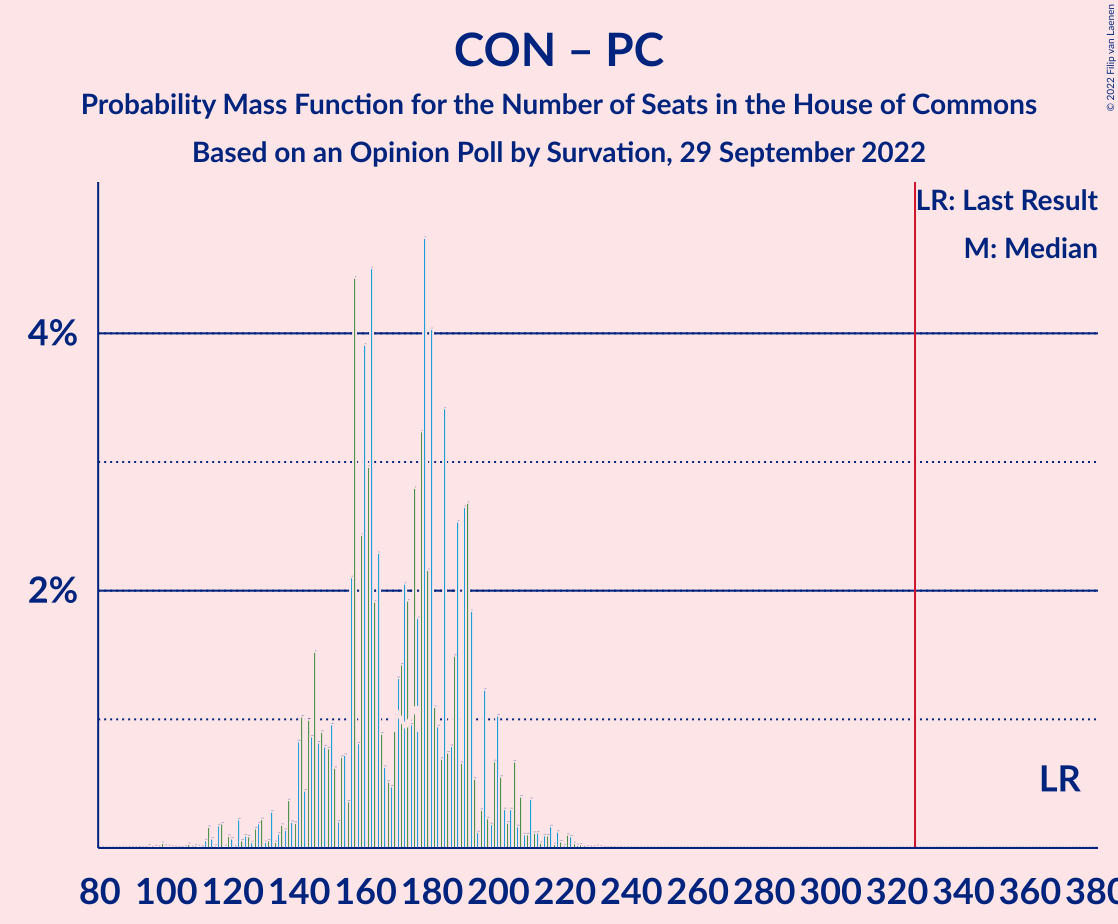 CON – PC
Probability Mass Function for the Number of Seats in the House of Commons
Based on an Opinion Poll by Survation, 29 September 2022
© 2022 Filip van Laenen
LR: Last Result
M: Median
4%
2%
LR
80 100 120 140 160 180 200 220 240 260 280 300 320 340 360 380